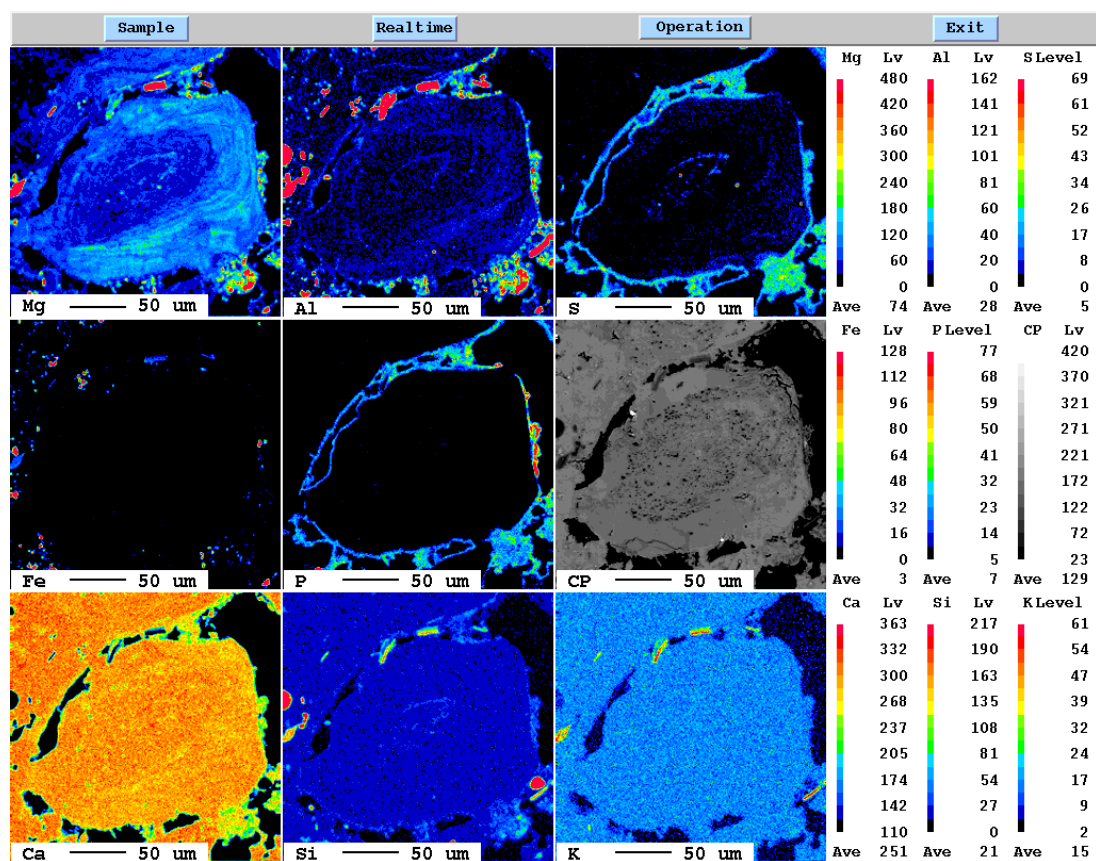 Sample Realtime Operation Exit
Mg Lv Al Lv S Level
480 162 69
420 141 61
360 121 52
300 101 43
240 81 34
180 60 26
120 40 17
60 20 8
0 0 0
Ave 74 Ave 28 Ave 5
Mg 50 um Al 50 um S 50 um
Fe Lv P Level CP Lv
128 77 420
112 68 370
96 59 321
80 50 271
64 41 221
48 32 172
32 23 122
16 14 72
0 5 23
Ave 3 Ave 7 Ave 129
Fe 50 um P 50 um CP 50 um
Ca Lv Si Lv K Level
363 217 61
332 190 54
300 163 47
268 135 39
237 108 32
205 81 24
174 54 17
142 27 9
110 0 2
Ave 251 Ave 21 Ave 15
Ca 50 um Si 50 um K 50 um